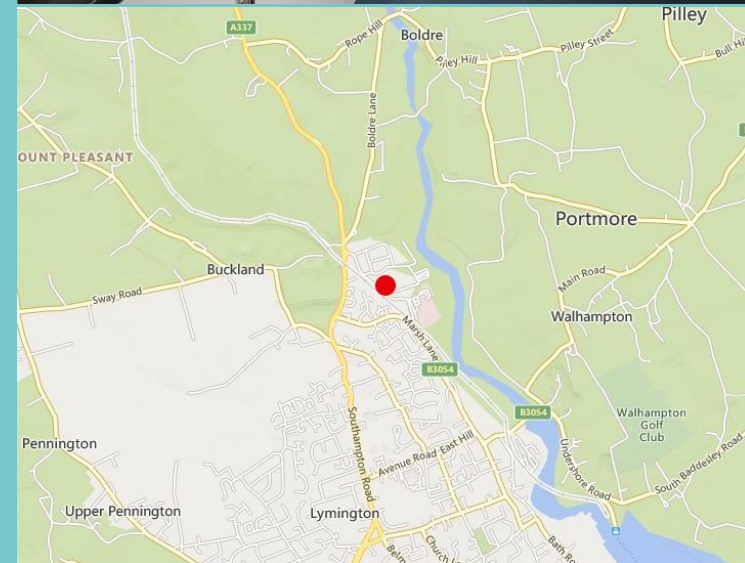 Pilley
A337
Rope Hill
Boldre
Pilley Hill
Pilley Street
Boldre Lane
OUNT PLEASANT
Portmore
Buckland
Main Road
Sway Road
Walhampton
Marsh Lane
B3054
B3054
Walhampton
Golf
Club
Southampton Road
Pennington
Avenue Road
East Hill
Undershore Road
South Baddesley Road
Upper Pennington
Lymington
Church L
Bath Ro
Belm
Bull Hi